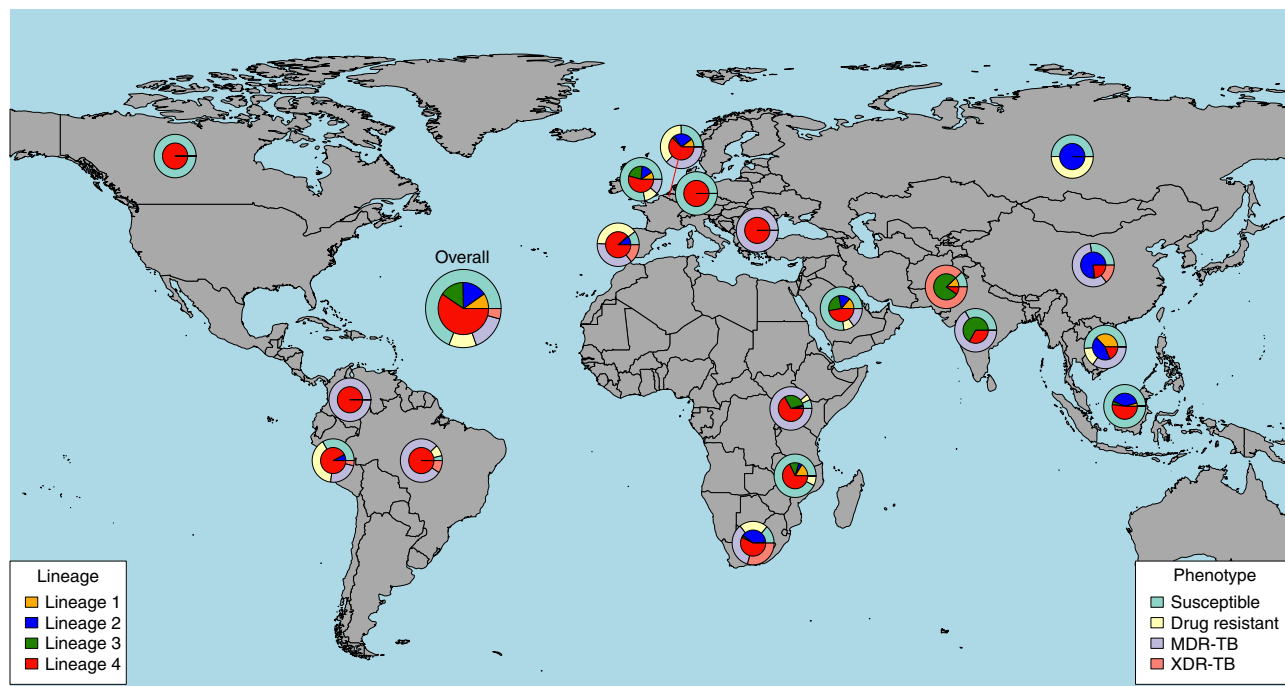 Overall
Lineage
Lineage 1
Lineage 2
Lineage 3
Lineage 4
Phenotype
Susceptible
Drug resistant
MDR-TB
XDR-TB